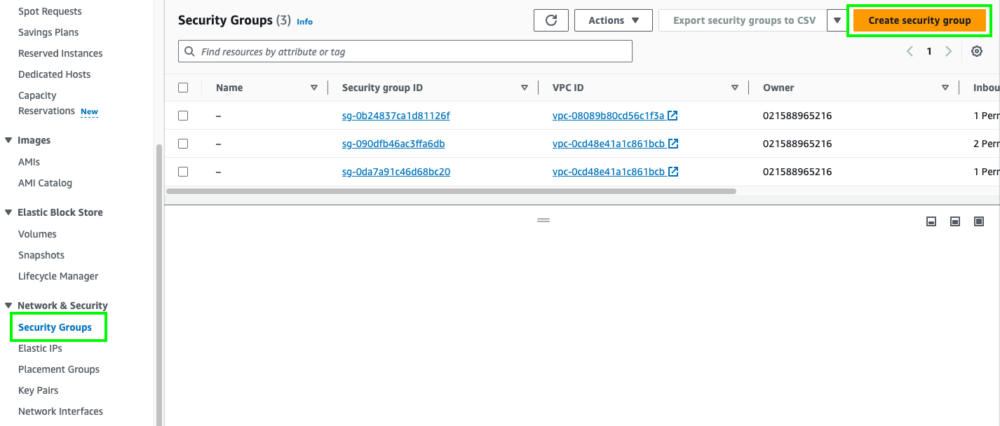 Spot Requests
Savings Plans
Reserved Instances
Dedicated Hosts
Capacity
Reservations New
Images
AMIs
AMI Catalog
Elastic Block Store
Volumes
Snapshots
Lifecycle Manager
Network & Security
Security Groups
Elastic IPs
Placement Groups
Key Pairs
Network Interfaces
Security Groups (3) Info
Actions
Export security groups to CSV
Create security group
Find resources by attribute or tag
1
Name Security group ID VPC ID Owner Inbou
– sg-0b24837ca1d81126f vpc-08089b80cd56c1f3a 021588965216 1 Perr
– sg-090dfb46ac3ffa6db vpc-0cd48e41a1c861bcb 021588965216 2 Perr
– sg-0da7a91c46d68bc20 vpc-0cd48e41a1c861bcb 021588965216 1 Perr